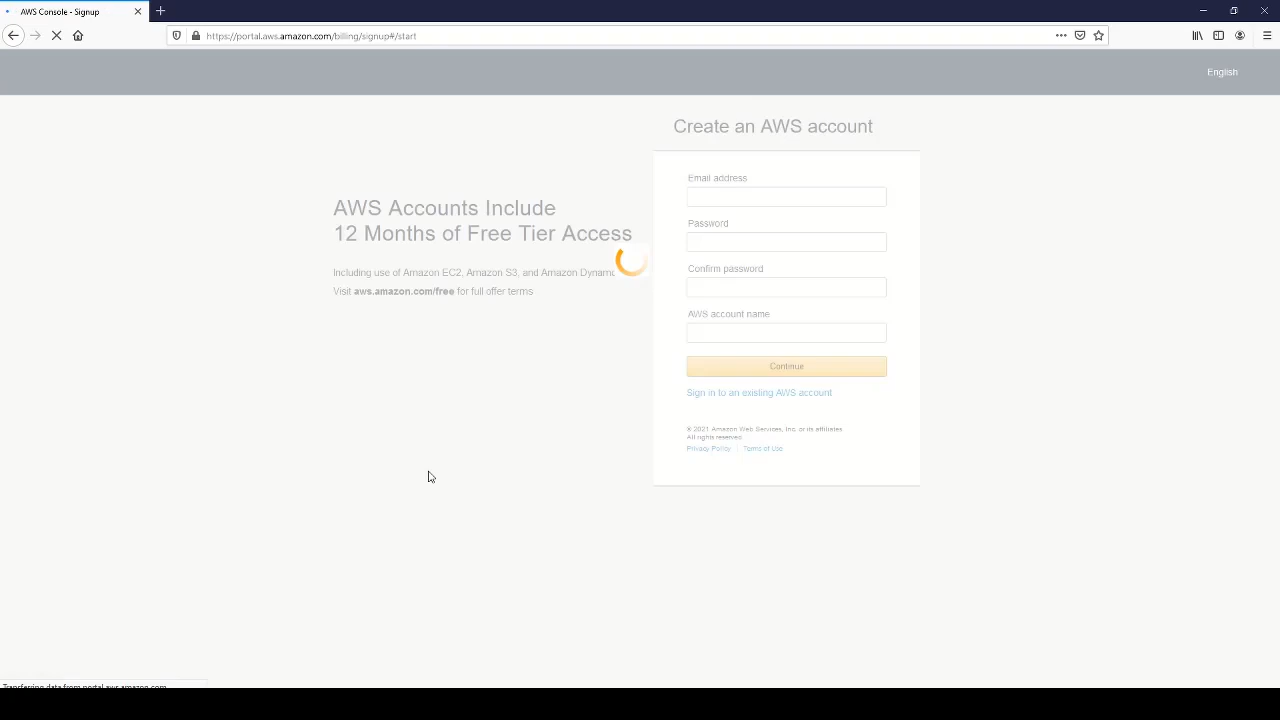 AWS Console - Signup
https://portal.aws.amazon.com/billing/signup#/start
English
Create an AWS account
AWS Accounts Include
12 Months of Free Tier Access
Including use of Amazon EC2, Amazon S3, and Amazon
Visit aws.amazon.com/free for full offer terms
Email address
Password
Confirm password
AWS account name
Continue
Sign in to an existing AWS account
© 2021 Amazon Web Services, Inc. or its affiliates
All rights reserved.
Privacy Policy | Terms of Use
Transferring data from portal.aws.amazon.com...